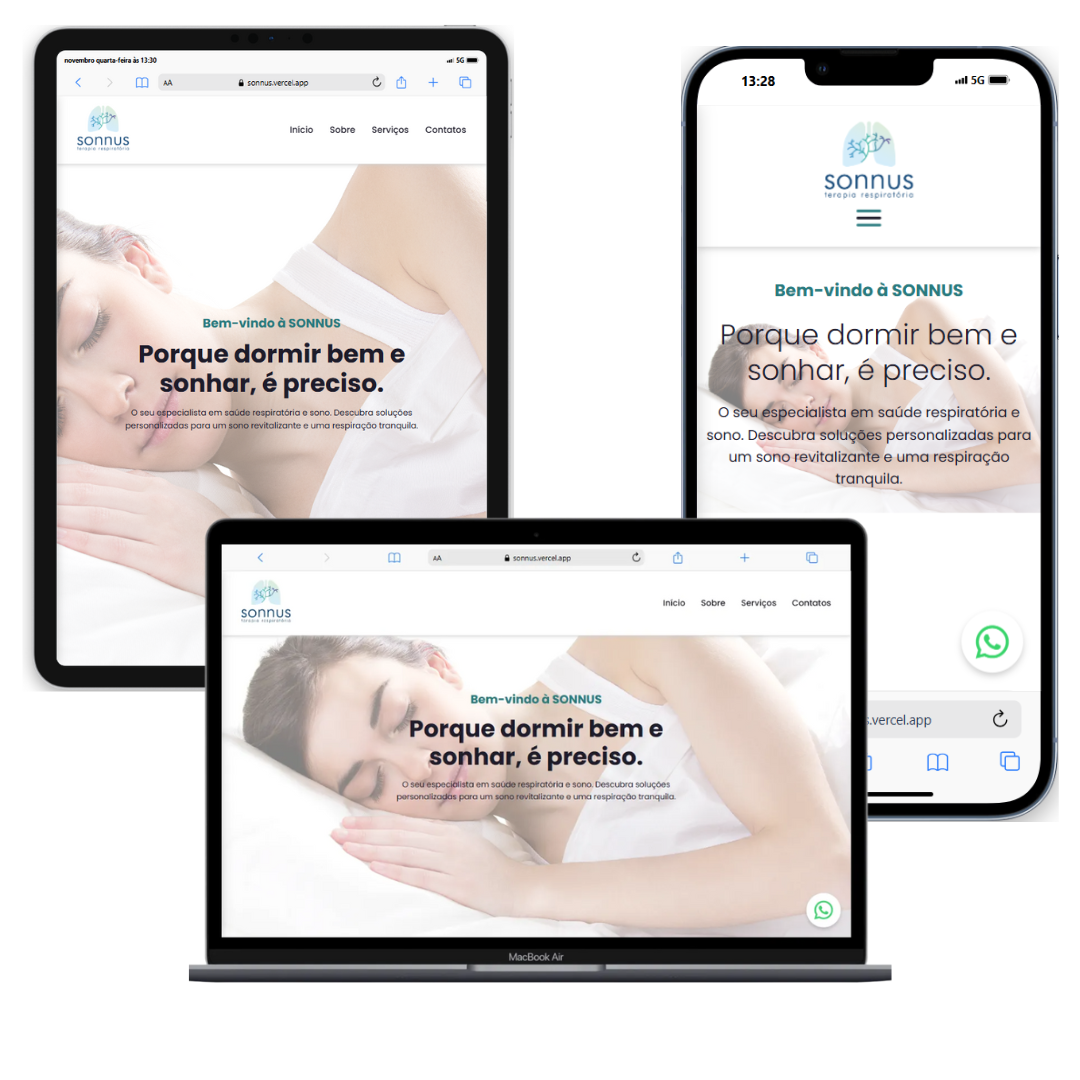 novembro quarta-feira às 13:30
5G
AA
sonnus.vercel.app
sonnus
terapia respiratória
Início
Sobre
Serviços
Contatos
Bem-vindo à SONNUS
Porque dormir bem e
sonhar, é preciso.
O seu especialista em saúde respiratória e sono. Descubra soluções
personalizadas para um sono revitalizante e uma respiração tranquila.
13:28
5G
sonnus
terapia respiratória
Bem-vindo à SONNUS
Porque dormir bem e
sonhar, é preciso.
O seu especialista em saúde respiratória e
sono. Descubra soluções personalizadas para
um sono revitalizante e uma respiração
tranquila.
s.vercel.app
AA
sonnus.vercel.app
sonnus
terapia respiratória
Início
Sobre
Serviços
Contatos
Bem-vindo à SONNUS
Porque dormir bem e
sonhar, é preciso.
O seu especialista em saúde respiratória e sono. Descubra soluções
personalizadas para um sono revitalizante e uma respiração tranquila.
MacBook Air